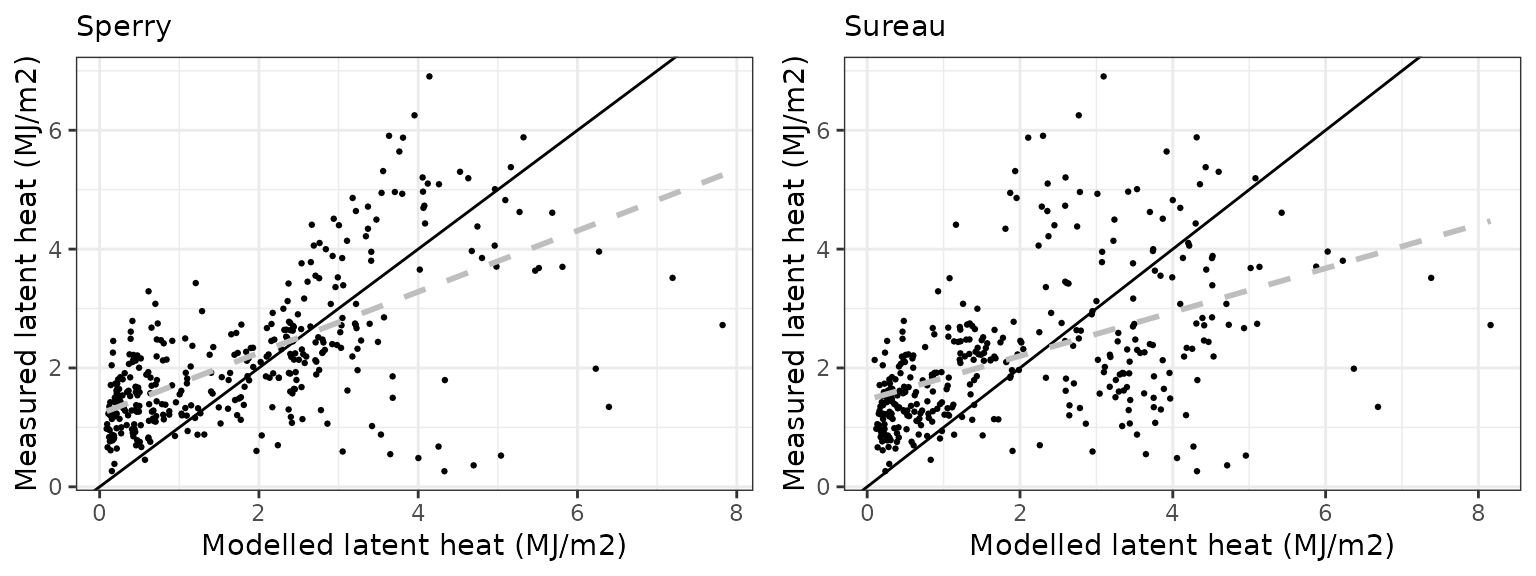 Sperry
Measured latent heat (MJ/m2)
6
4
2
0
0 2 4 6 8
Modelled latent heat (MJ/m2)
Sureau
Measured latent heat (MJ/m2)
6
4
2
0
0 2 4 6 8
Modelled latent heat (MJ/m2)